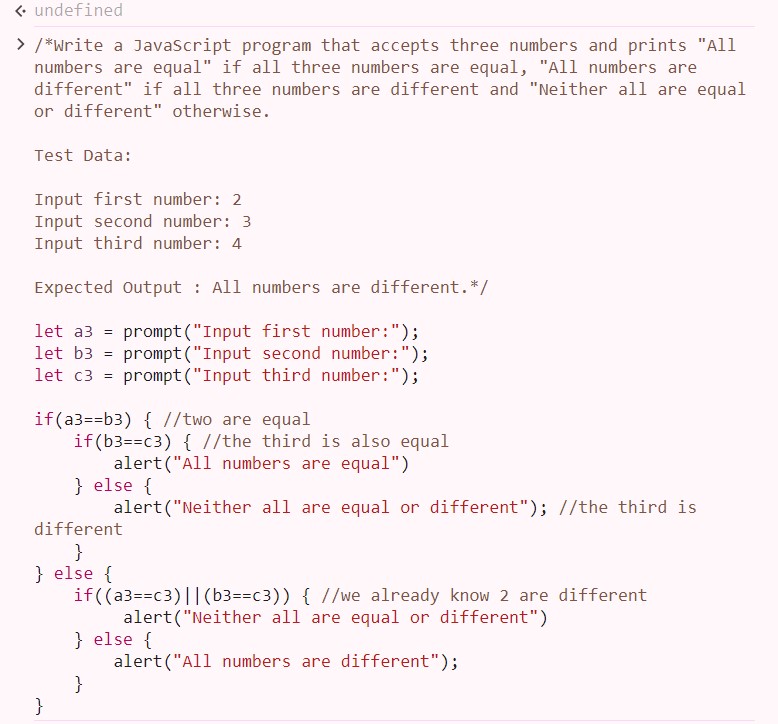 undefined
/*Write a JavaScript program that accepts three numbers and prints "All
numbers are equal" if all three numbers are equal, "All numbers are
different" if all three numbers are different and "Neither all are equal
or different" otherwise.

Test Data:

Input first number: 2
Input second number: 3
Input third number: 4

Expected Output : All numbers are different.*/

let a3 = prompt("Input first number:");
let b3 = prompt("Input second number:");
let c3 = prompt("Input third number:");

if(a3==b3) { //two are equal
    if(b3==c3) { //the third is also equal
        alert("All numbers are equal")
    } else {
        alert("Neither all are equal or different"); //the third is
different
    }
} else {
    if((a3==c3)||(b3==c3)) { //we already know 2 are different
         alert("Neither all are equal or different")
    } else {
        alert("All numbers are different");
    }
}